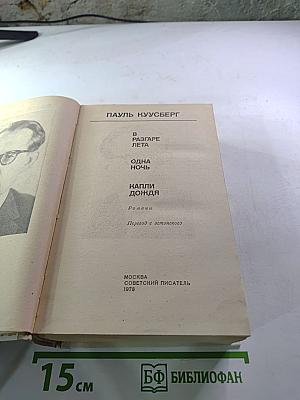 ПАУЛЬ КУУСБЕРГ
В
РАЗГАРЕ
ЛЕТА
ОДНА
НОЧЬ
КАПЛИ
ДОЖДЯ
Романы
Перевод с эстонского
МОСКВА
СОВЕТСКИЙ ПИСАТЕЛЬ
1978
15 см
БФ БИБЛИОФАН